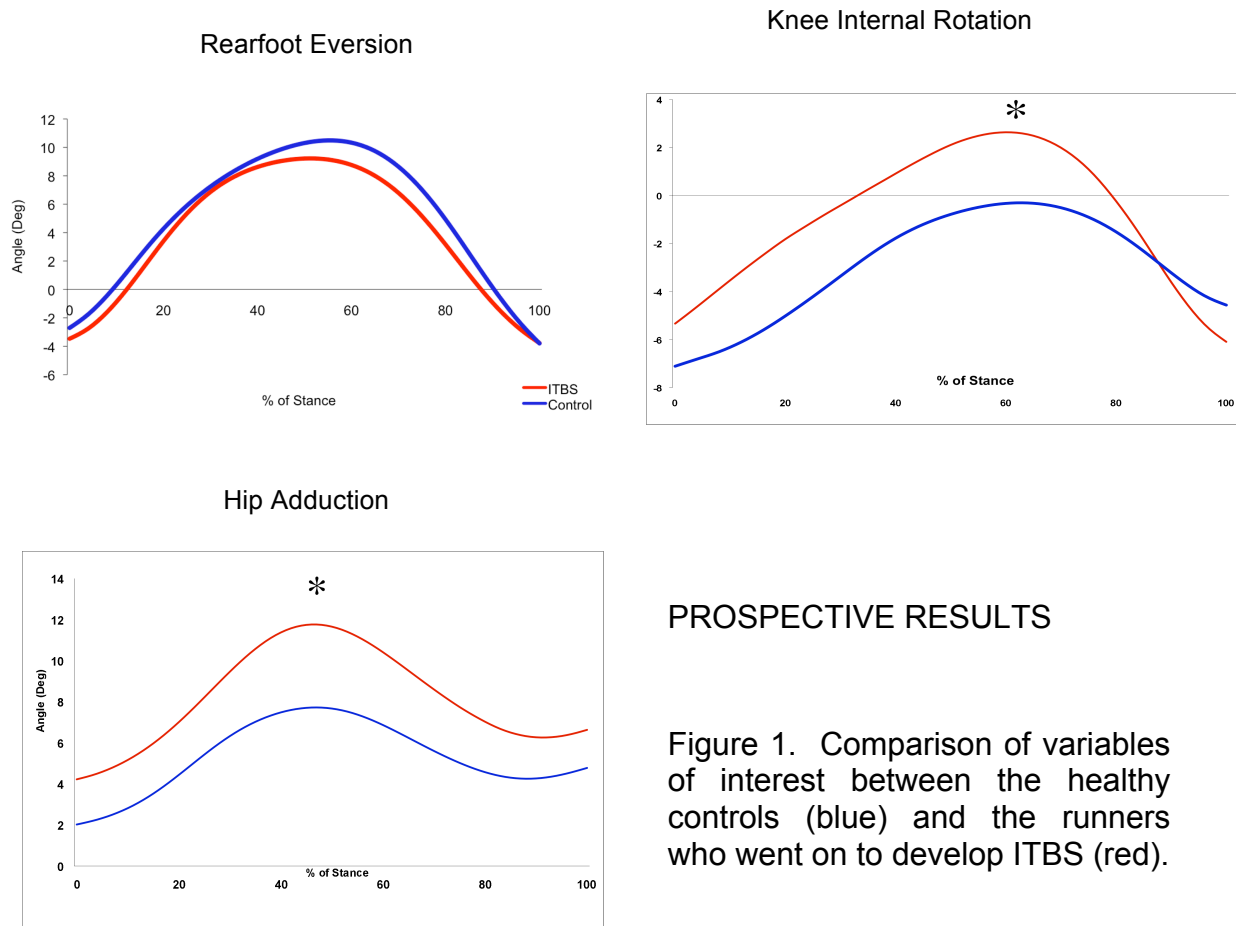 Rearfoot Eversion
12
10
8
6
4
2
0
-2
-4
-6
Angle (Deg)
0 20 40 60 80 100
% of Stance
ITBS
Control
Knee Internal Rotation
4
2
0
-2
-4
-6
-8
*
% of Stance
0 20 40 60 80 100
Hip Adduction
14
12
10
8
6
4
2
0
Angle (Deg)
*
% of Stance
0 20 40 60 80 100
PROSPECTIVE RESULTS
Figure 1. Comparison of variables
of interest between the healthy
controls (blue) and the runners
who went on to develop ITBS (red).